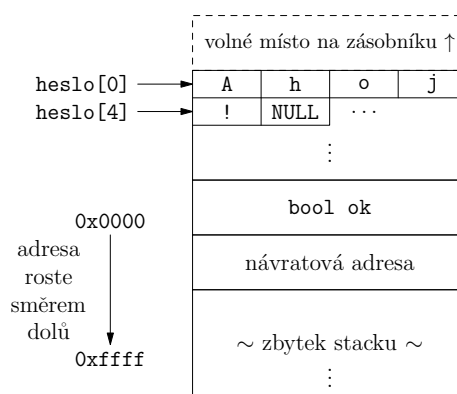 volné místo na zásobníku ↑
heslo[0] A h o j
heslo[4] ! NULL ...
⋮
bool ok
0x0000
návratová adresa
adresa
roste
směrem
dolů
0xffff
∼ zbytek stacku ∼
⋮